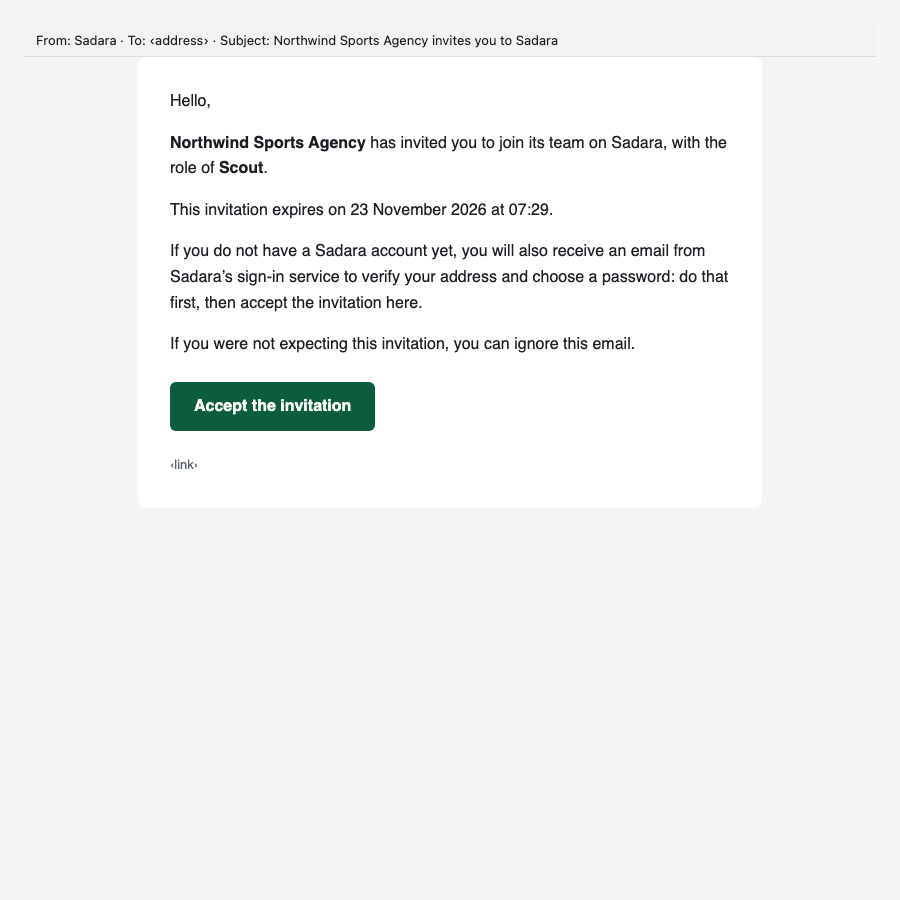 From: Sadara · To: ‹address› · Subject: Northwind Sports Agency invites you to Sadara
Hello,
Northwind Sports Agency has invited you to join its team on Sadara, with the
role of Scout.
This invitation expires on 23 November 2026 at 07:29.
If you do not have a Sadara account yet, you will also receive an email from
Sadara’s sign-in service to verify your address and choose a password: do that
first, then accept the invitation here.
If you were not expecting this invitation, you can ignore this email.
Accept the invitation
‹link›